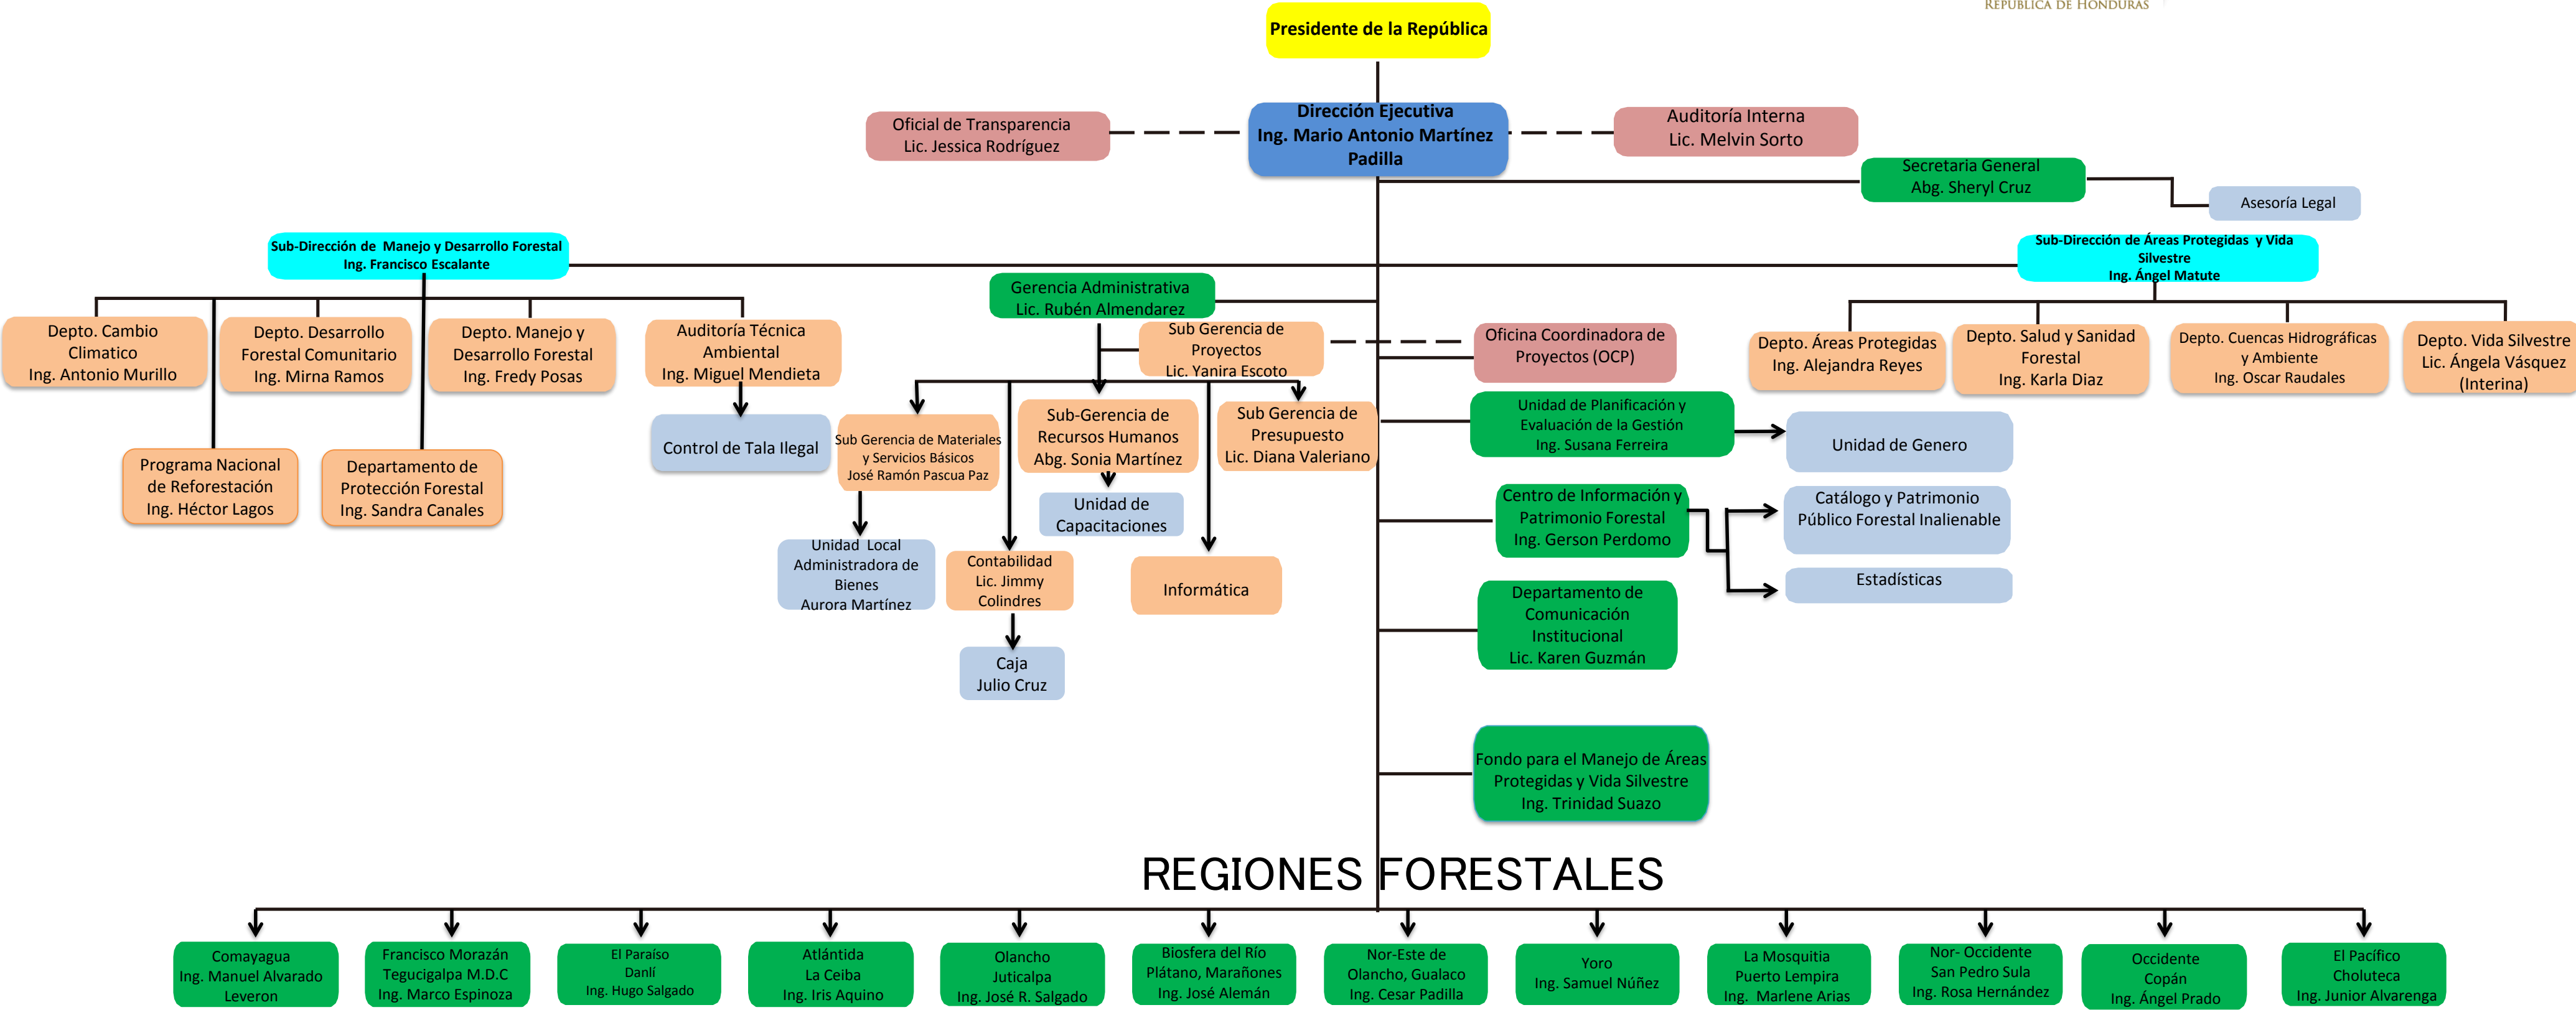 REPÚBLICA DE HONDURAS
Presidente de la República
Dirección Ejecutiva
Ing. Mario Antonio Martínez
Padilla
Oficial de Transparencia
Lic. Jessica Rodríguez
Auditoría Interna
Lic. Melvin Sorto
Secretaria General
Abg. Sheryl Cruz
Asesoría Legal
Sub-Dirección de Manejo y Desarrollo Forestal
Ing. Francisco Escalante
Sub-Dirección de Áreas Protegidas y Vida
Silvestre
Ing. Ángel Matute
Gerencia Administrativa
Lic. Rubén Almendarez
Depto. Cambio
Climatico
Ing. Antonio Murillo
Depto. Desarrollo
Forestal Comunitario
Ing. Mirna Ramos
Depto. Manejo y
Desarrollo Forestal
Ing. Fredy Posas
Auditoría Técnica
Ambiental
Ing. Miguel Mendieta
Sub Gerencia de
Proyectos
Lic. Yanira Escoto
Oficina Coordinadora de
Proyectos (OCP)
Depto. Áreas Protegidas
Ing. Alejandra Reyes
Depto. Salud y Sanidad
Forestal
Ing. Karla Diaz
Depto. Cuencas Hidrográficas
y Ambiente
Ing. Oscar Raudales
Depto. Vida Silvestre
Lic. Ángela Vásquez
(Interina)
Programa Nacional
de Reforestación
Ing. Héctor Lagos
Departamento de
Protección Forestal
Ing. Sandra Canales
Control de Tala Ilegal
Sub Gerencia de Materiales
y Servicios Básicos
José Ramón Pascua Paz
Sub-Gerencia de
Recursos Humanos
Abg. Sonia Martínez
Sub Gerencia de
Presupuesto
Lic. Diana Valeriano
Unidad de Planificación y
Evaluación de la Gestión
Ing. Susana Ferreira
Unidad de Genero
Unidad de
Capacitaciones
Centro de Información y
Patrimonio Forestal
Ing. Gerson Perdomo
Catálogo y Patrimonio
Público Forestal Inalienable
Estadísticas
Unidad Local
Administradora de
Bienes
Aurora Martínez
Contabilidad
Lic. Jimmy
Colindres
Informática
Departamento de
Comunicación
Institucional
Lic. Karen Guzmán
Caja
Julio Cruz
Fondo para el Manejo de Áreas
Protegidas y Vida Silvestre
Ing. Trinidad Suazo
REGIONES FORESTALES
Comayagua
Ing. Manuel Alvarado
Leveron
Francisco Morazán
Tegucigalpa M.D.C
Ing. Marco Espinoza
El Paraíso
Danlí
Ing. Hugo Salgado
Atlántida
La Ceiba
Ing. Iris Aquino
Olancho
Juticalpa
Ing. José R. Salgado
Biosfera del Río
Plátano, Marañones
Ing. José Alemán
Nor-Este de
Olancho, Gualaco
Ing. Cesar Padilla
Yoro
Ing. Samuel Núñez
La Mosquitia
Puerto Lempira
Ing. Marlene Arias
Nor- Occidente
San Pedro Sula
Ing. Rosa Hernández
Occidente
Copán
Ing. Ángel Prado
El Pacífico
Choluteca
Ing. Junior Alvarenga